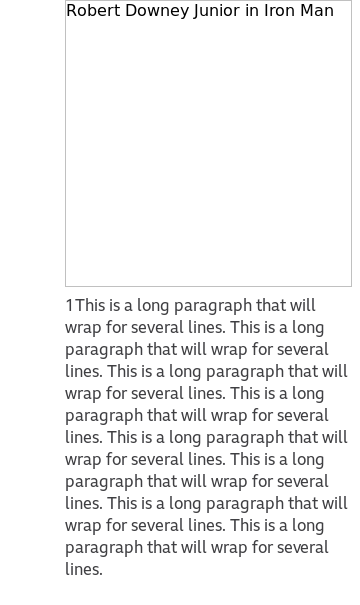 Robert Downey Junior in Iron Man
1This is a long paragraph that will
wrap for several lines. This is a long
paragraph that will wrap for several
lines. This is a long paragraph that will
wrap for several lines. This is a long
paragraph that will wrap for several
lines. This is a long paragraph that will
wrap for several lines. This is a long
paragraph that will wrap for several
lines. This is a long paragraph that will
wrap for several lines. This is a long
paragraph that will wrap for several
lines.